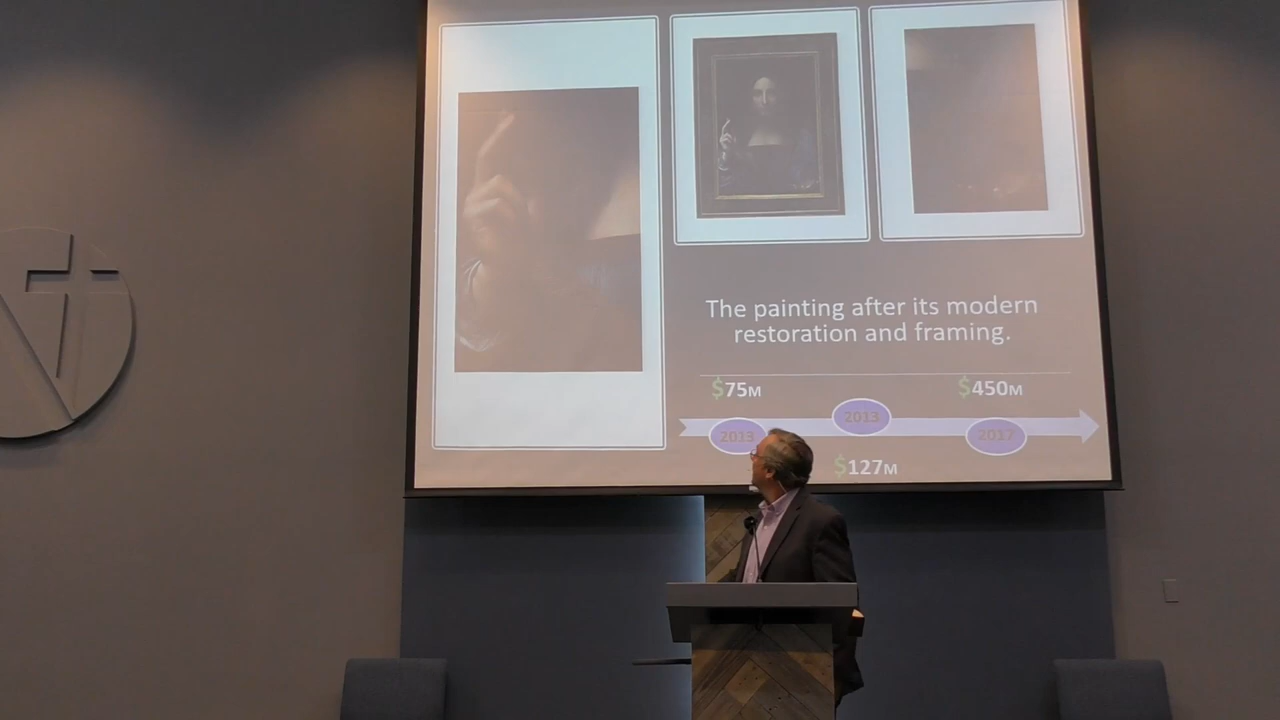 The painting after its modern
restoration and framing.
$75M
$450M
2013
2013
2017
$127M